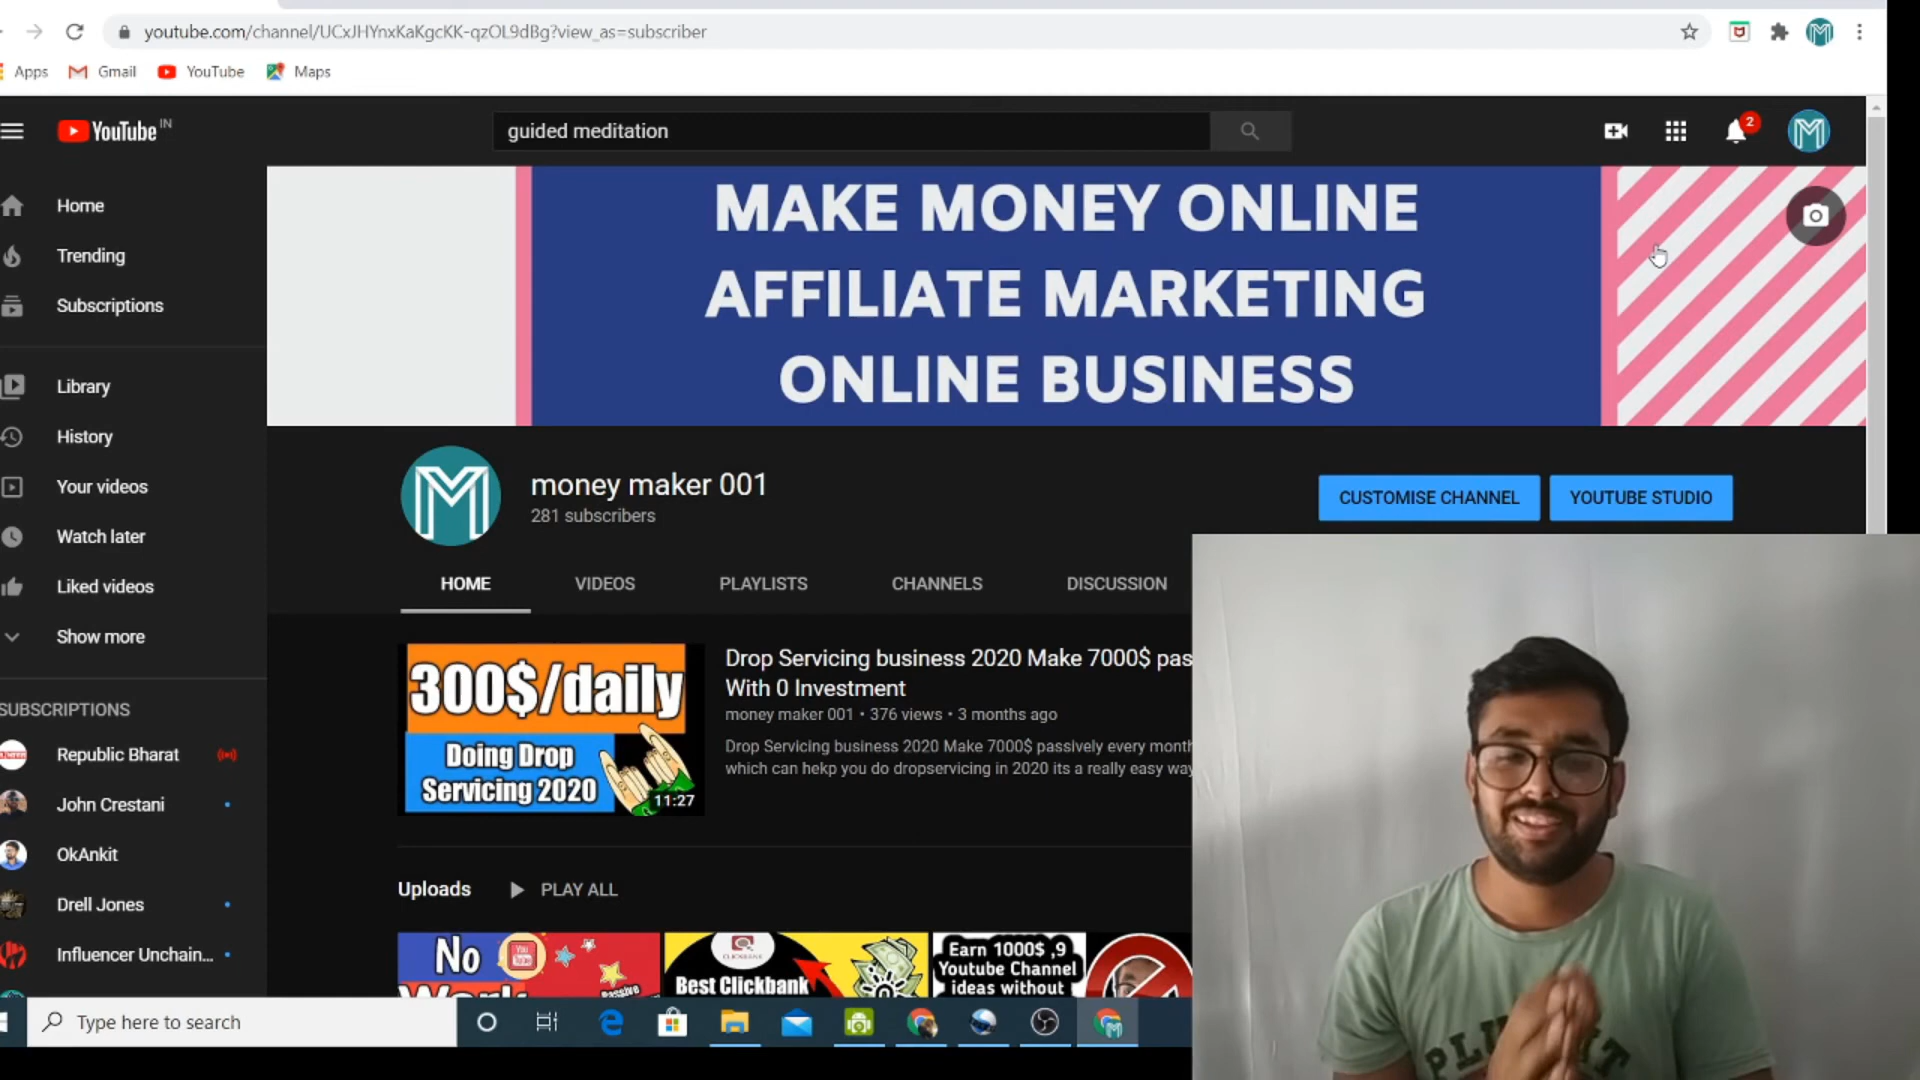 youtube.com/channel/UCxJHYnxKaKgcKK-qzOL9dBg?view_as=subscriber
Apps
Gmail
YouTube
Maps
YouTube IN
guided meditation
2
Home
Trending
Subscriptions
Library
History
Your videos
Watch later
Liked videos
Show more
SUBSCRIPTIONS
Republic Bharat
John Crestani
OkAnkit
Drell Jones
Influencer Unchain...
MAKE MONEY ONLINE
AFFILIATE MARKETING
ONLINE BUSINESS
money maker 001
281 subscribers
CUSTOMISE CHANNEL
YOUTUBE STUDIO
HOME
VIDEOS
PLAYLISTS
CHANNELS
DISCUSSION
300$/daily
Doing Drop
Servicing 2020
11:27
Drop Servicing business 2020 Make 7000$ pas
With 0 Investment
money maker 001 • 376 views • 3 months ago
Drop Servicing business 2020 Make 7000$ passively every month
which can hekp you do dropservicing in 2020 its a really easy way
Uploads
PLAY ALL
No
Work
Passive
CLICKBANK
Best Clickbank
Earn 1000$ ,9
Youtube Channel
ideas without
Type here to search